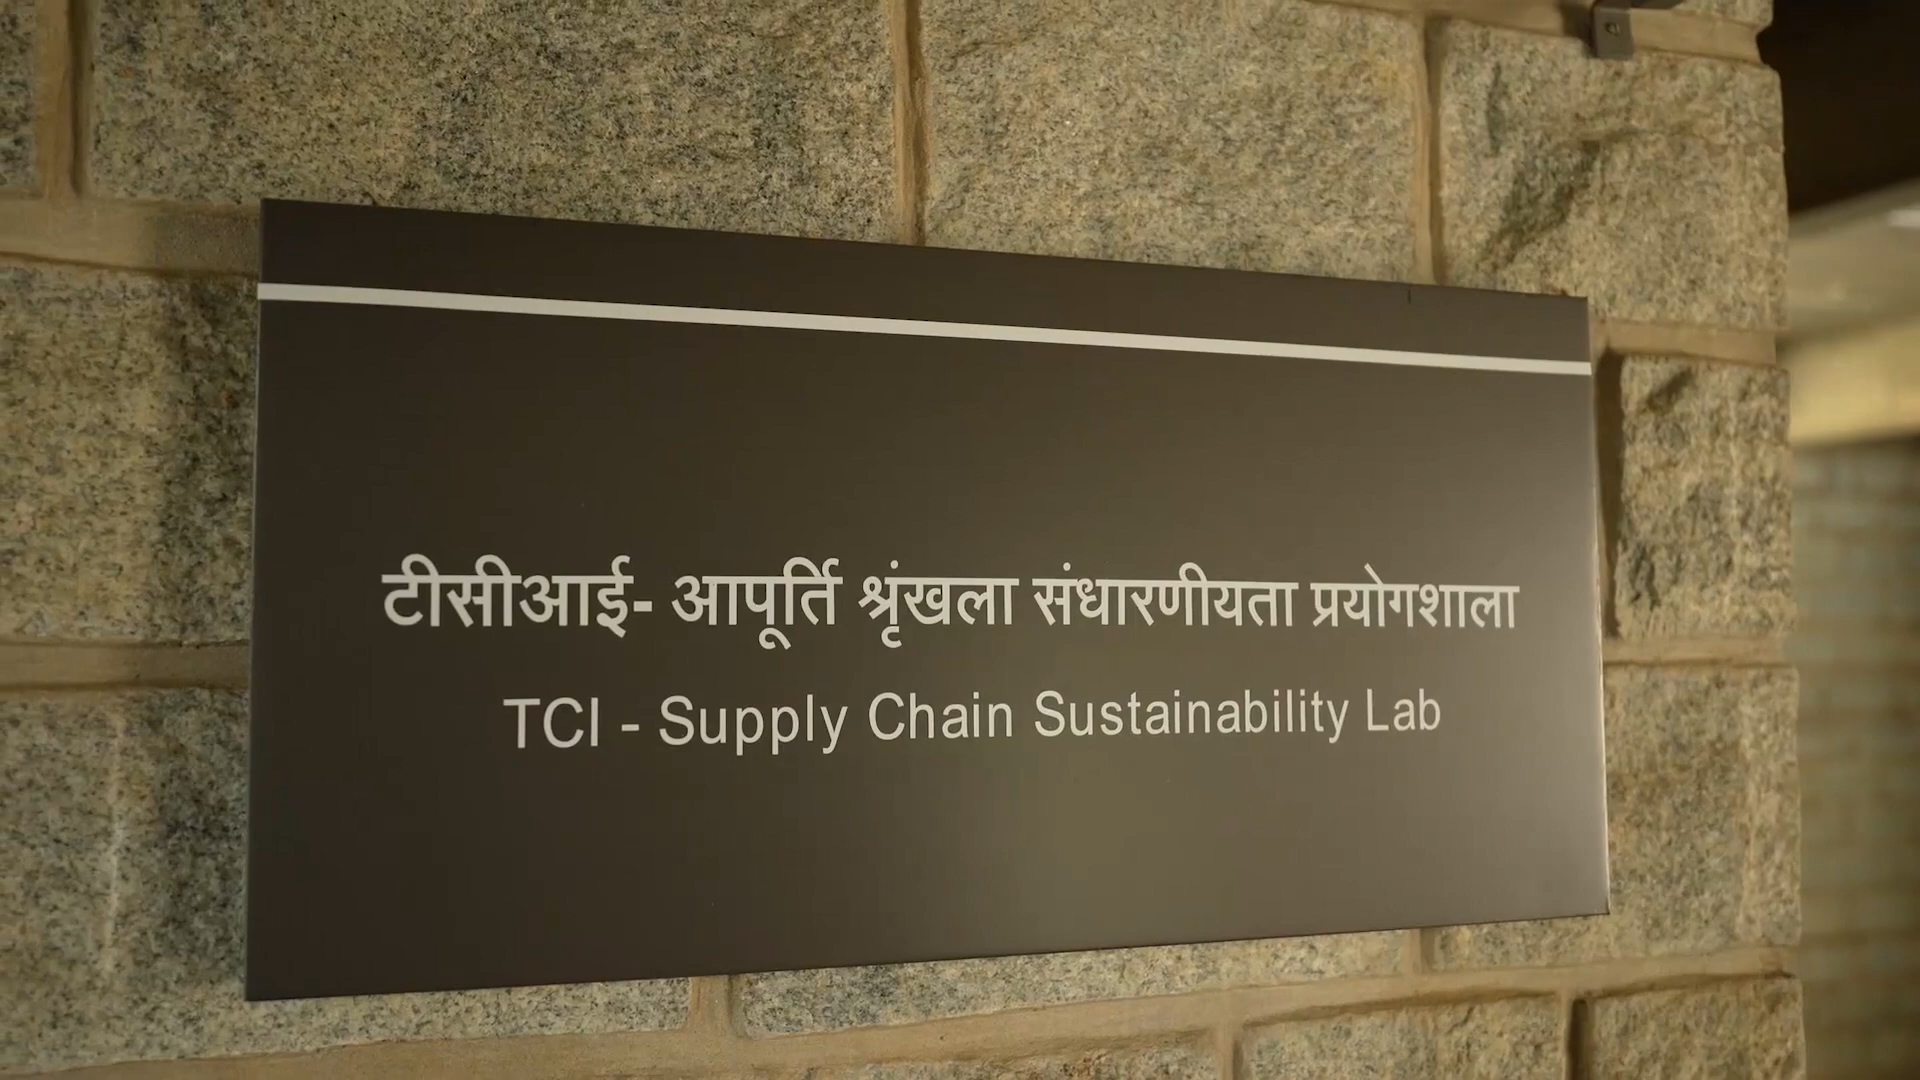 टीसीआई- आपूर्ति श्रृंखला संधारणीयता प्रयोगशाला
TCI - Supply Chain Sustainability Lab